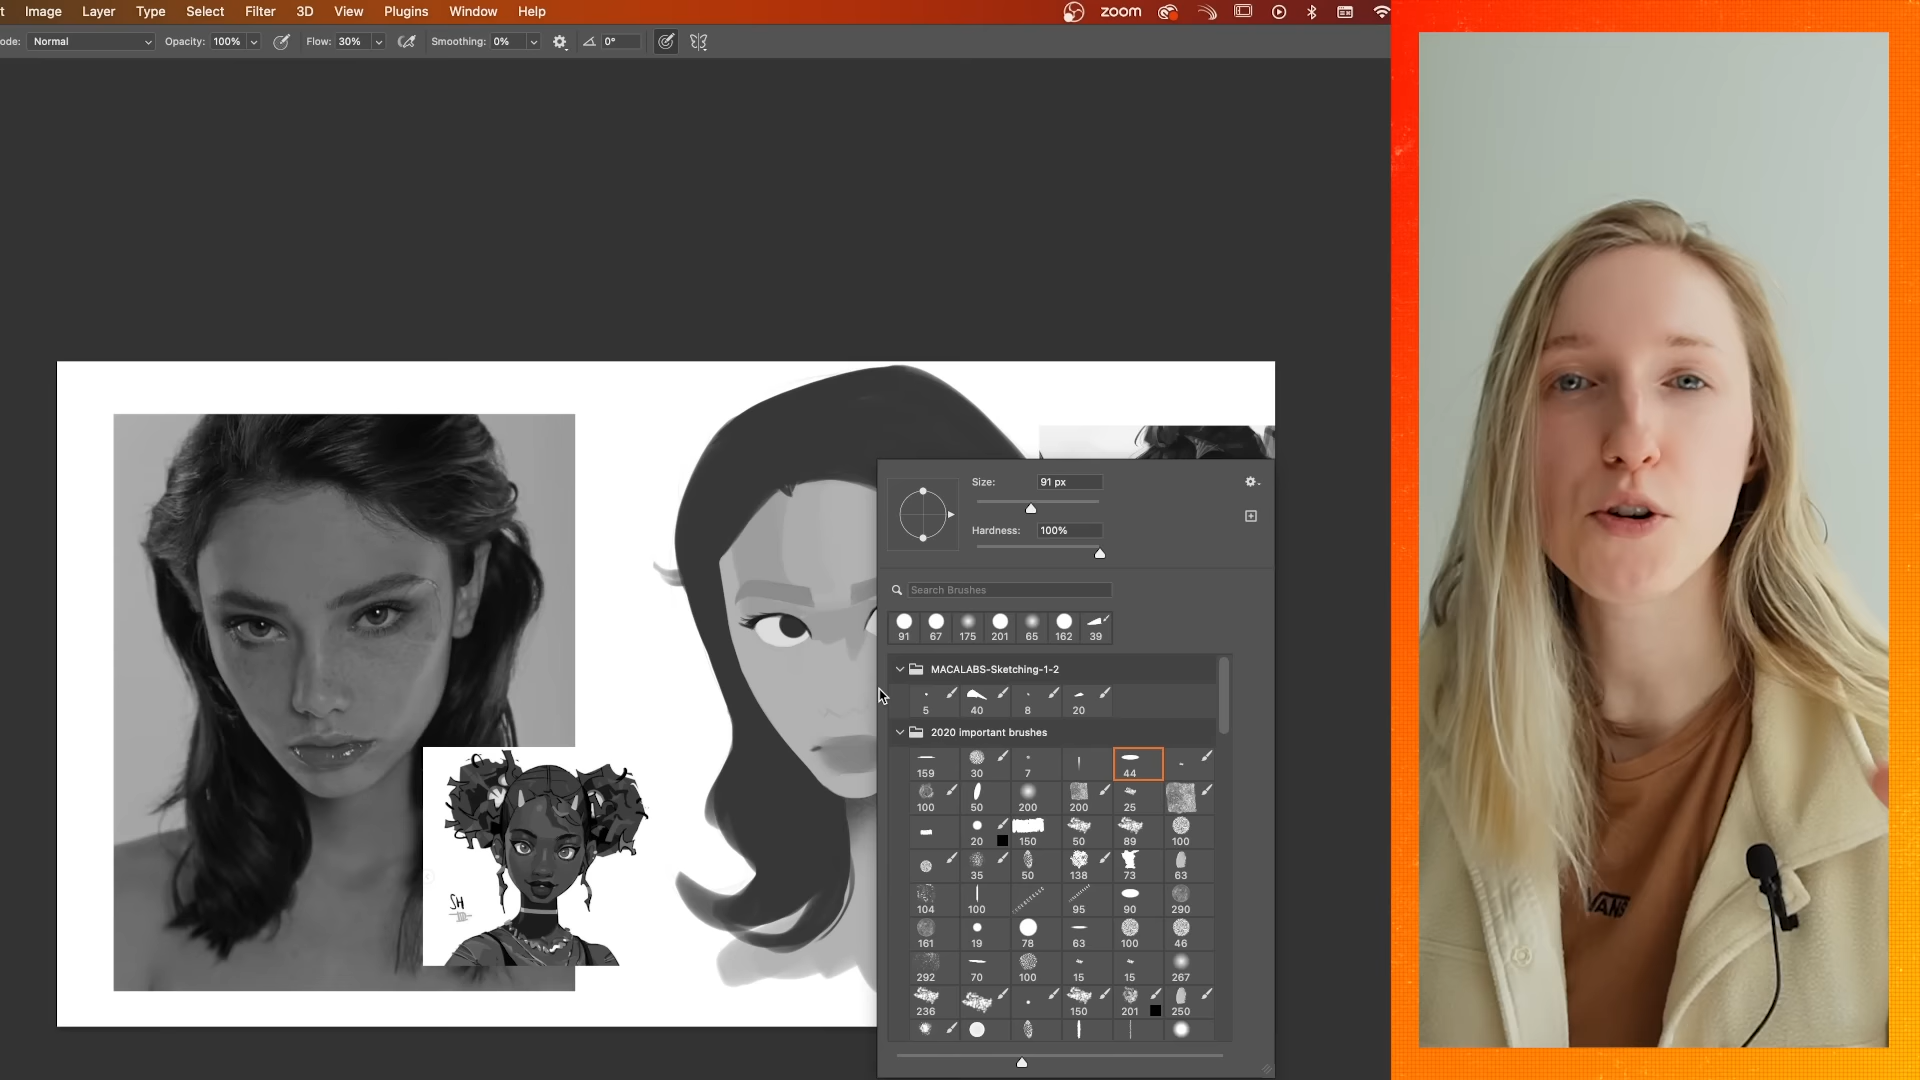 t Image Layer Type Select Filter 3D View Plugins Window Help
zoom
ode: Normal Opacity: 100% Flow: 30% Smoothing: 0% 0°
Size: 91 px
Hardness: 100%
Search Brushes
91 67 175 201 65 162 39
MACALABS-Sketching-1-2
5 40 8 20
2020 important brushes
159 30 7 44
100 50 200 200 25
20 150 50 89 100
35 50 138 73 63
104 100 95 90 290
161 19 78 63 100 46
292 70 100 15 15 267
236 150 201 250
SH
VANS